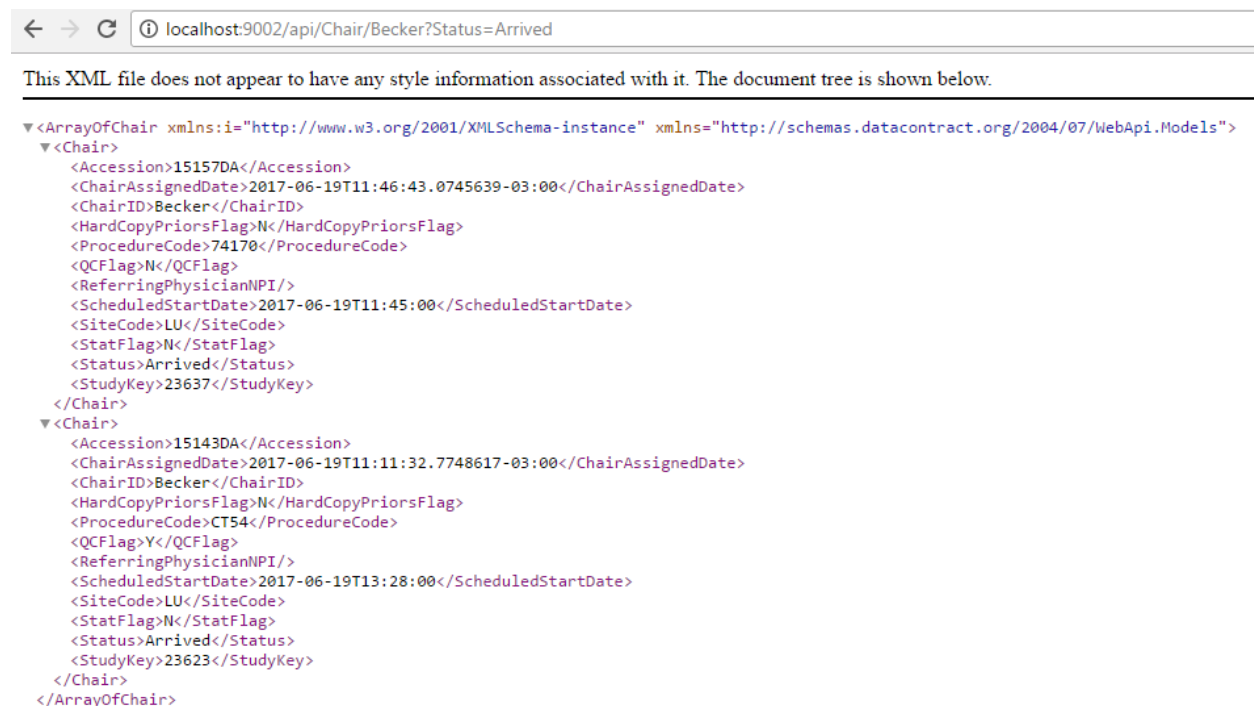 localhost:9002/api/Chair/Becker?Status=Arrived
This XML file does not appear to have any style information associated with it. The document tree is shown below.
▼<ArrayOfChair xmlns:i="http://www.w3.org/2001/XMLSchema-instance" xmlns="http://schemas.datacontract.org/2004/07/WebApi.Models">
▼<Chair>
<Accession>15157DA</Accession>
<ChairAssignedDate>2017-06-19T11:46:43.0745639-03:00</ChairAssignedDate>
<ChairID>Becker</ChairID>
<HardCopyPriorsFlag>N</HardCopyPriorsFlag>
<ProcedureCode>74170</ProcedureCode>
<QCFlag>N</QCFlag>
<ReferringPhysicianNPI/>
<ScheduledStartDate>2017-06-19T11:45:00</ScheduledStartDate>
<SiteCode>LU</SiteCode>
<StatFlag>N</StatFlag>
<Status>Arrived</Status>
<StudyKey>23637</StudyKey>
</Chair>
▼<Chair>
<Accession>15143DA</Accession>
<ChairAssignedDate>2017-06-19T11:11:32.7748617-03:00</ChairAssignedDate>
<ChairID>Becker</ChairID>
<HardCopyPriorsFlag>N</HardCopyPriorsFlag>
<ProcedureCode>CT54</ProcedureCode>
<QCFlag>Y</QCFlag>
<ReferringPhysicianNPI/>
<ScheduledStartDate>2017-06-19T13:28:00</ScheduledStartDate>
<SiteCode>LU</SiteCode>
<StatFlag>N</StatFlag>
<Status>Arrived</Status>
<StudyKey>23623</StudyKey>
</Chair>
</ArrayOfChair>